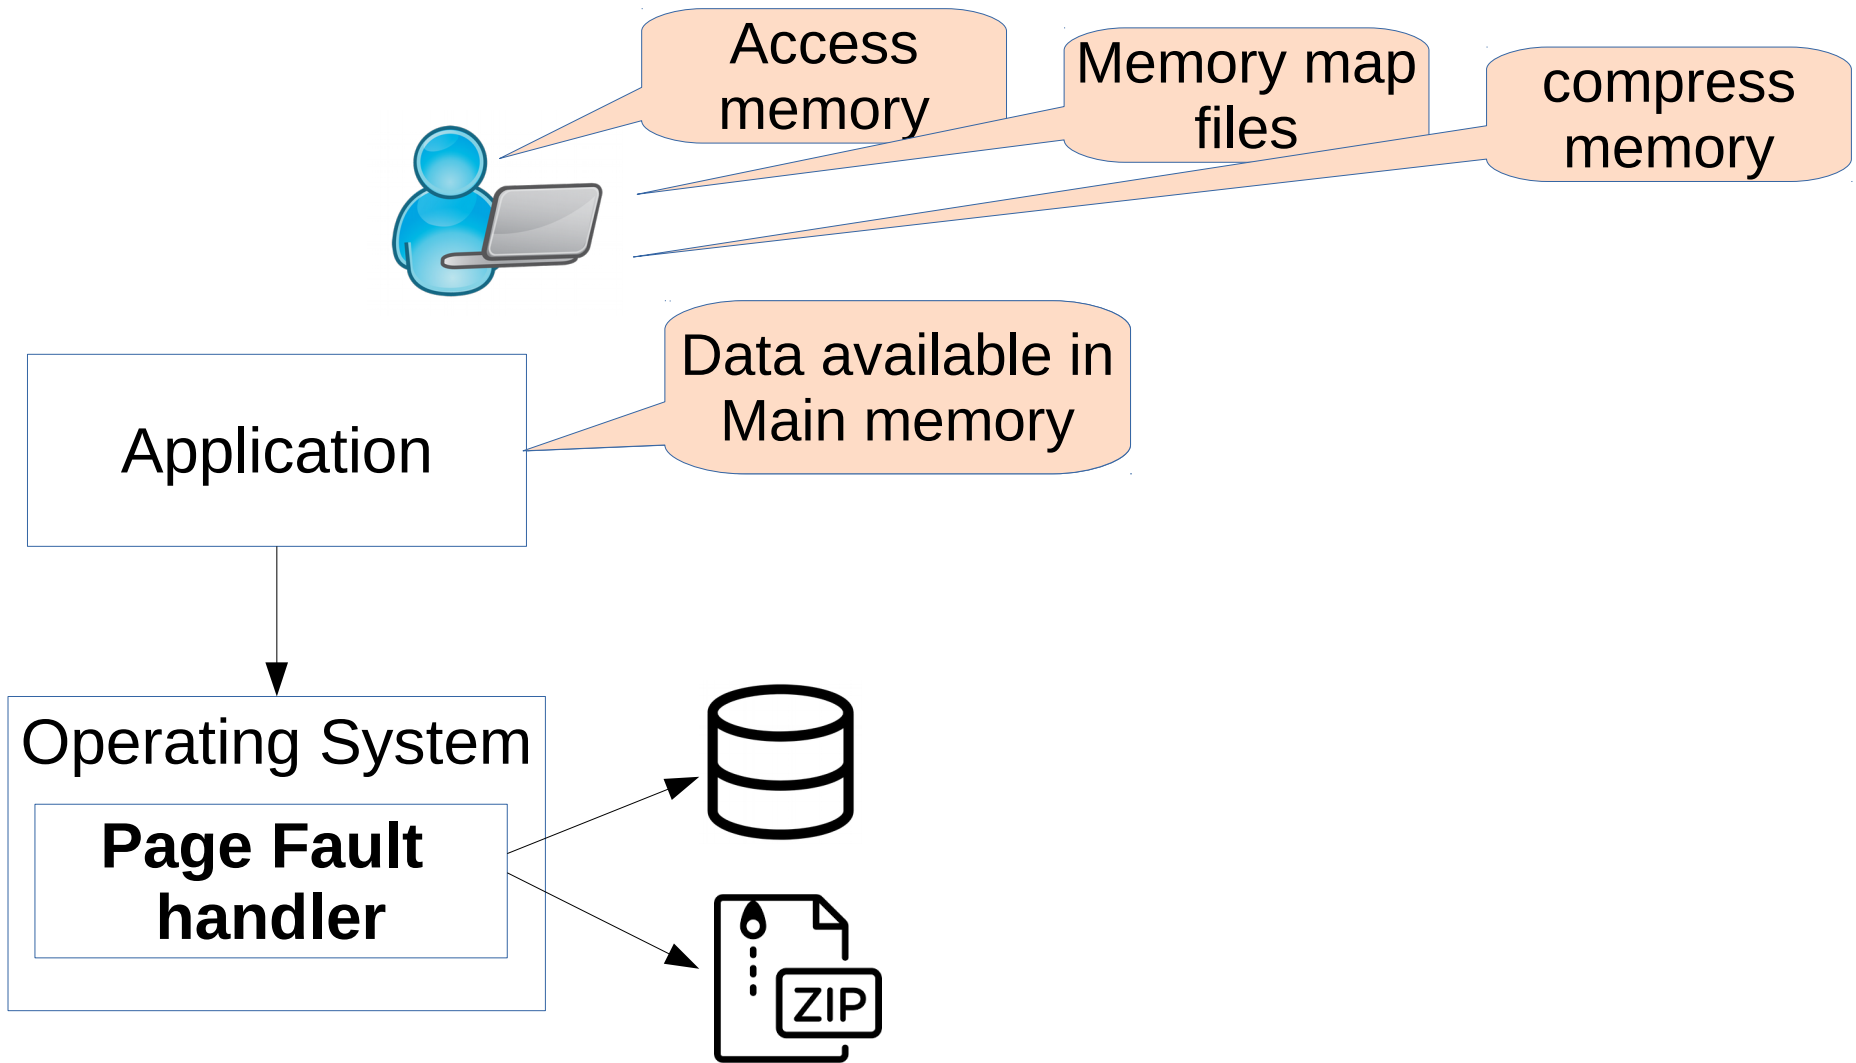 Access
memory
Memory map
files
compress
memory
Data available in
Main memory
Application
Operating System
Page Fault
handler
ZIP